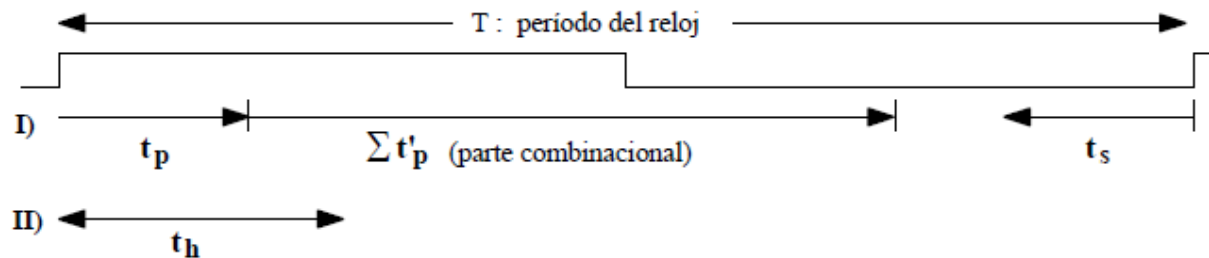 T : período del reloj
I)
t_p
∑ t'_p (parte combinacional)
t_s
II)
t_h